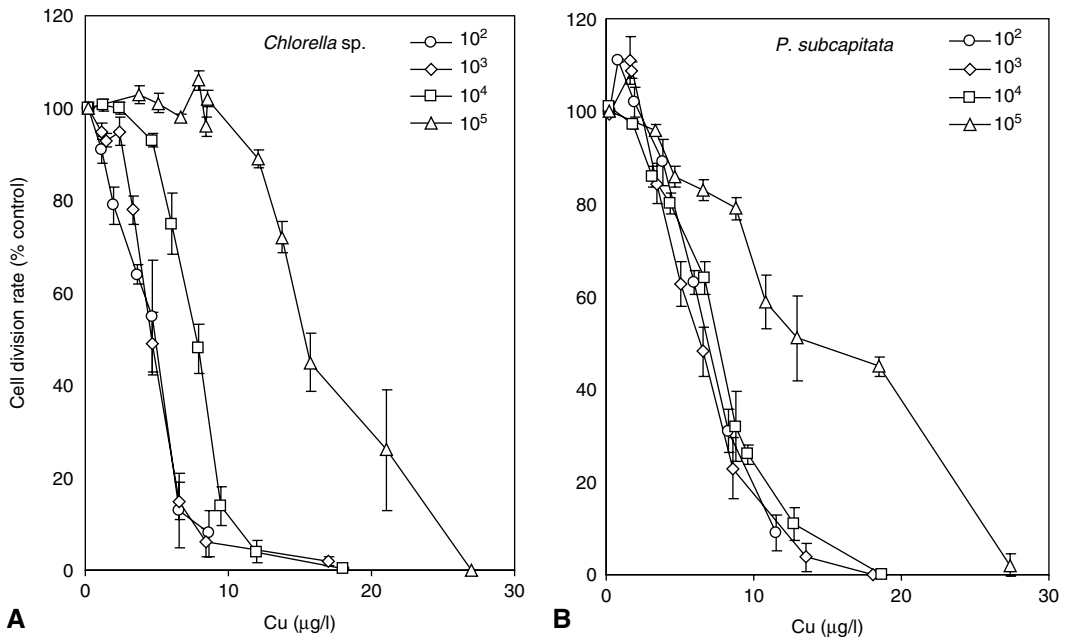 120
100
80
60
40
20
0
Cell division rate (% control)
Chlorella sp.
10²
10³
10⁴
10⁵
0 10 20 30
Cu (µg/l)
A
120
100
80
60
40
20
0
P. subcapitata
10²
10³
10⁴
10⁵
0 10 20 30
Cu (µg/l)
B